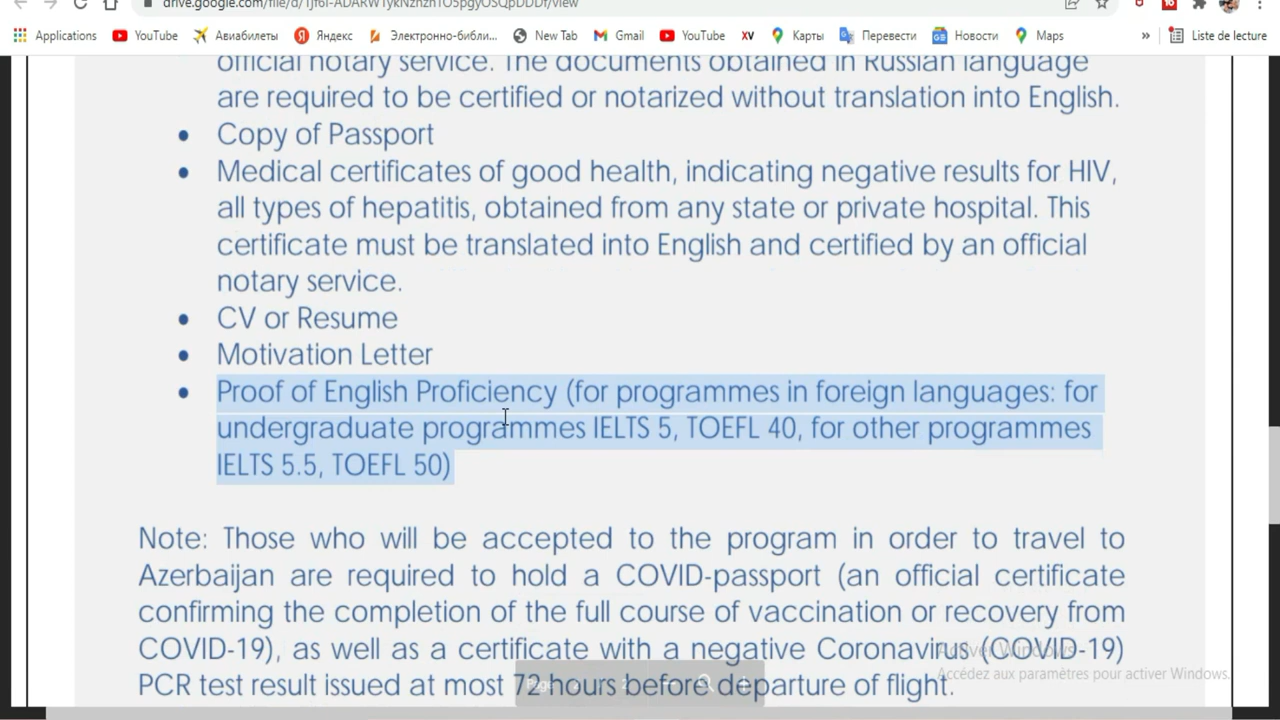 Applications YouTube Авиабилеты Яндекс Электронно-библи... New Tab Gmail YouTube XV Карты Перевести Новости Maps » Liste de lecture
official notary service. The documents obtained in Russian language
are required to be certified or notarized without translation into English.
• Copy of Passport
• Medical certificates of good health, indicating negative results for HIV,
all types of hepatitis, obtained from any state or private hospital. This
certificate must be translated into English and certified by an official
notary service.
• CV or Resume
• Motivation Letter
• Proof of English Proficiency (for programmes in foreign languages: for
undergraduate programmes IELTS 5, TOEFL 40, for other programmes
IELTS 5.5, TOEFL 50)
Note: Those who will be accepted to the program in order to travel to
Azerbaijan are required to hold a COVID-passport (an official certificate
confirming the completion of the full course of vaccination or recovery from
COVID-19), as well as a certificate with a negative Coronavirus (COVID-19)
Activer Windows
Accédez aux paramètres pour activer Windows.
PCR test result issued at most 72 hours before departure of flight.